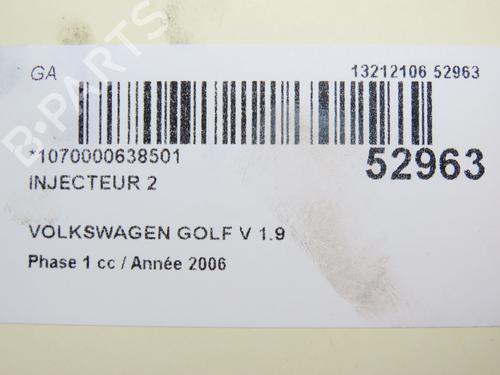 GA
13212106 52963
*1070000638501
52963
INJECTEUR 2
VOLKSWAGEN GOLF V 1.9
Phase 1 cc / Année 2006
B-PARTS